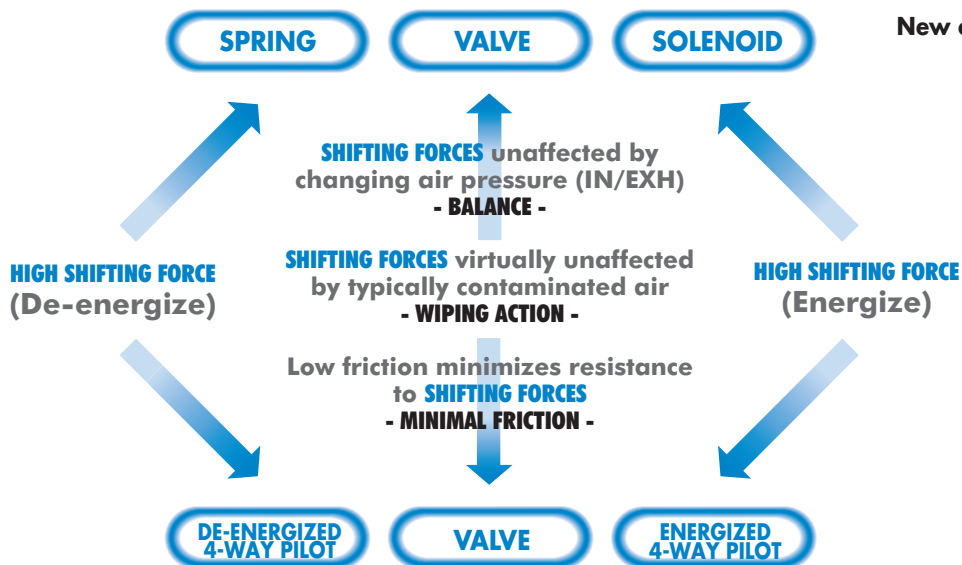 SPRING
VALVE
SOLENOID
New
SHIFTING FORCES unaffected by
changing air pressure (IN/EXH)
- BALANCE -
HIGH SHIFTING FORCE
(De-energize)
SHIFTING FORCES virtually unaffected
by typically contaminated air
- WIPING ACTION -
HIGH SHIFTING FORCE
(Energize)
Low friction minimizes resistance
to SHIFTING FORCES
- MINIMAL FRICTION -
DE-ENERGIZED
4-WAY PILOT
VALVE
ENERGIZED
4-WAY PILOT